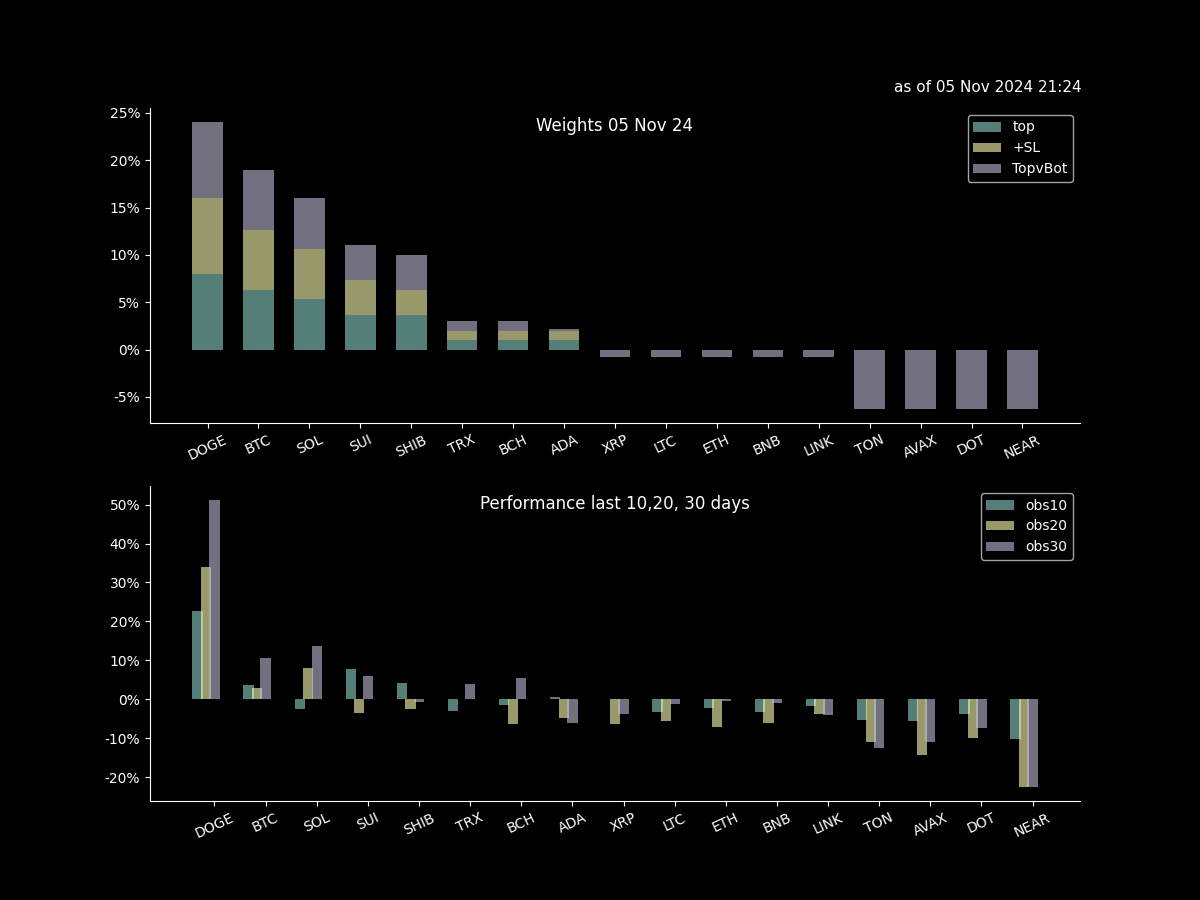 as of 05 Nov 2024 21:24
Weights 05 Nov 24
top
+SL
TopvBot
25%
20%
15%
10%
5%
0%
-5%
DOGE BTC SOL SUI SHIB TRX BCH ADA XRP LTC ETH BNB LINK TON AVAX DOT NEAR
Performance last 10,20, 30 days
obs10
obs20
obs30
50%
40%
30%
20%
10%
0%
-10%
-20%
DOGE BTC SOL SUI SHIB TRX BCH ADA XRP LTC ETH BNB LINK TON AVAX DOT NEAR